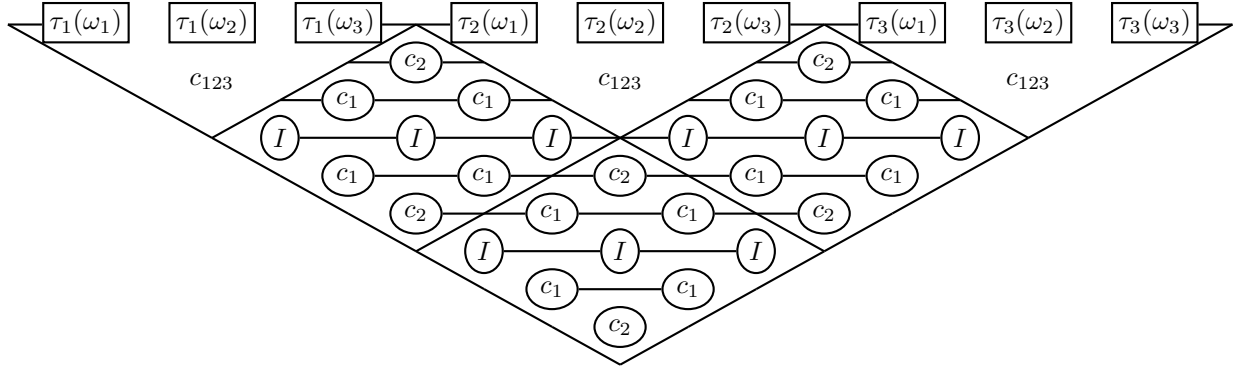 τ₁(ω₁) τ₁(ω₂) τ₁(ω₃) τ₂(ω₁) τ₂(ω₂) τ₂(ω₃) τ₃(ω₁) τ₃(ω₂) τ₃(ω₃)
c₂ c₂
c₁₂₃ c₁₂₃ c₁₂₃
c₁ c₁ c₁ c₁
I I I I I I
c₁ c₁ c₂ c₁ c₁
c₂ c₁ c₁ c₂
I I I
c₁ c₁
c₂